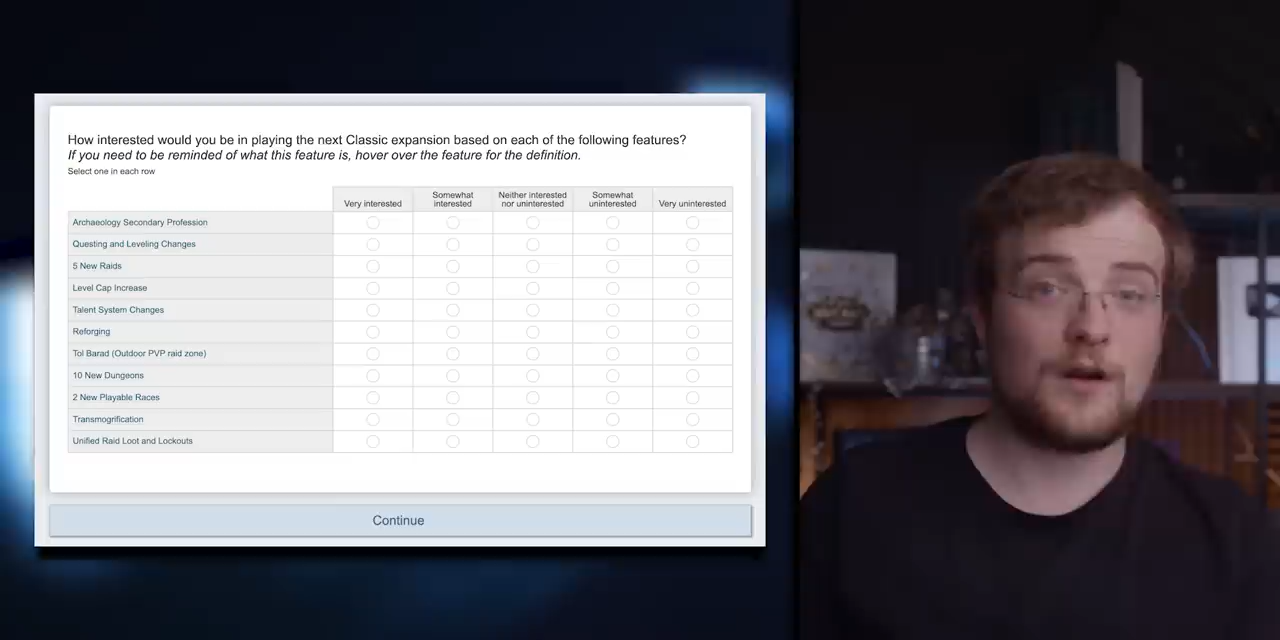 How interested would you be in playing the next Classic expansion based on each of the following features?
If you need to be reminded of what this feature is, hover over the feature for the definition.
Select one in each row
Very interested
Somewhat
interested
Neither interested
nor uninterested
Somewhat
uninterested
Very uninterested
Archaeology Secondary Profession
Questing and Leveling Changes
5 New Raids
Level Cap Increase
Talent System Changes
Reforging
Tol Barad (Outdoor PVP raid zone)
10 New Dungeons
2 New Playable Races
Transmogrification
Unified Raid Loot and Lockouts
Continue